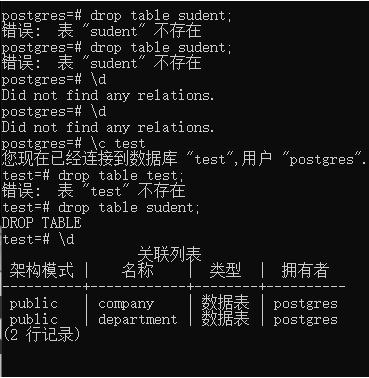 postgres=# drop table sudent;
错误:  表 "sudent" 不存在
postgres=# drop table sudent;
错误:  表 "sudent" 不存在
postgres=# \d
Did not find any relations.
postgres=# \d
Did not find any relations.
postgres=# \c test
您现在已经连接到数据库 "test",用户 "postgres".
test=# drop table test;
错误:  表 "test" 不存在
test=# drop table sudent;
DROP TABLE
test=# \d
关联列表
架构模式 |    名称    |  类型  |  拥有者
----------+------------+--------+----------
public   | company    | 数据表 | postgres
public   | department | 数据表 | postgres
(2 行记录)